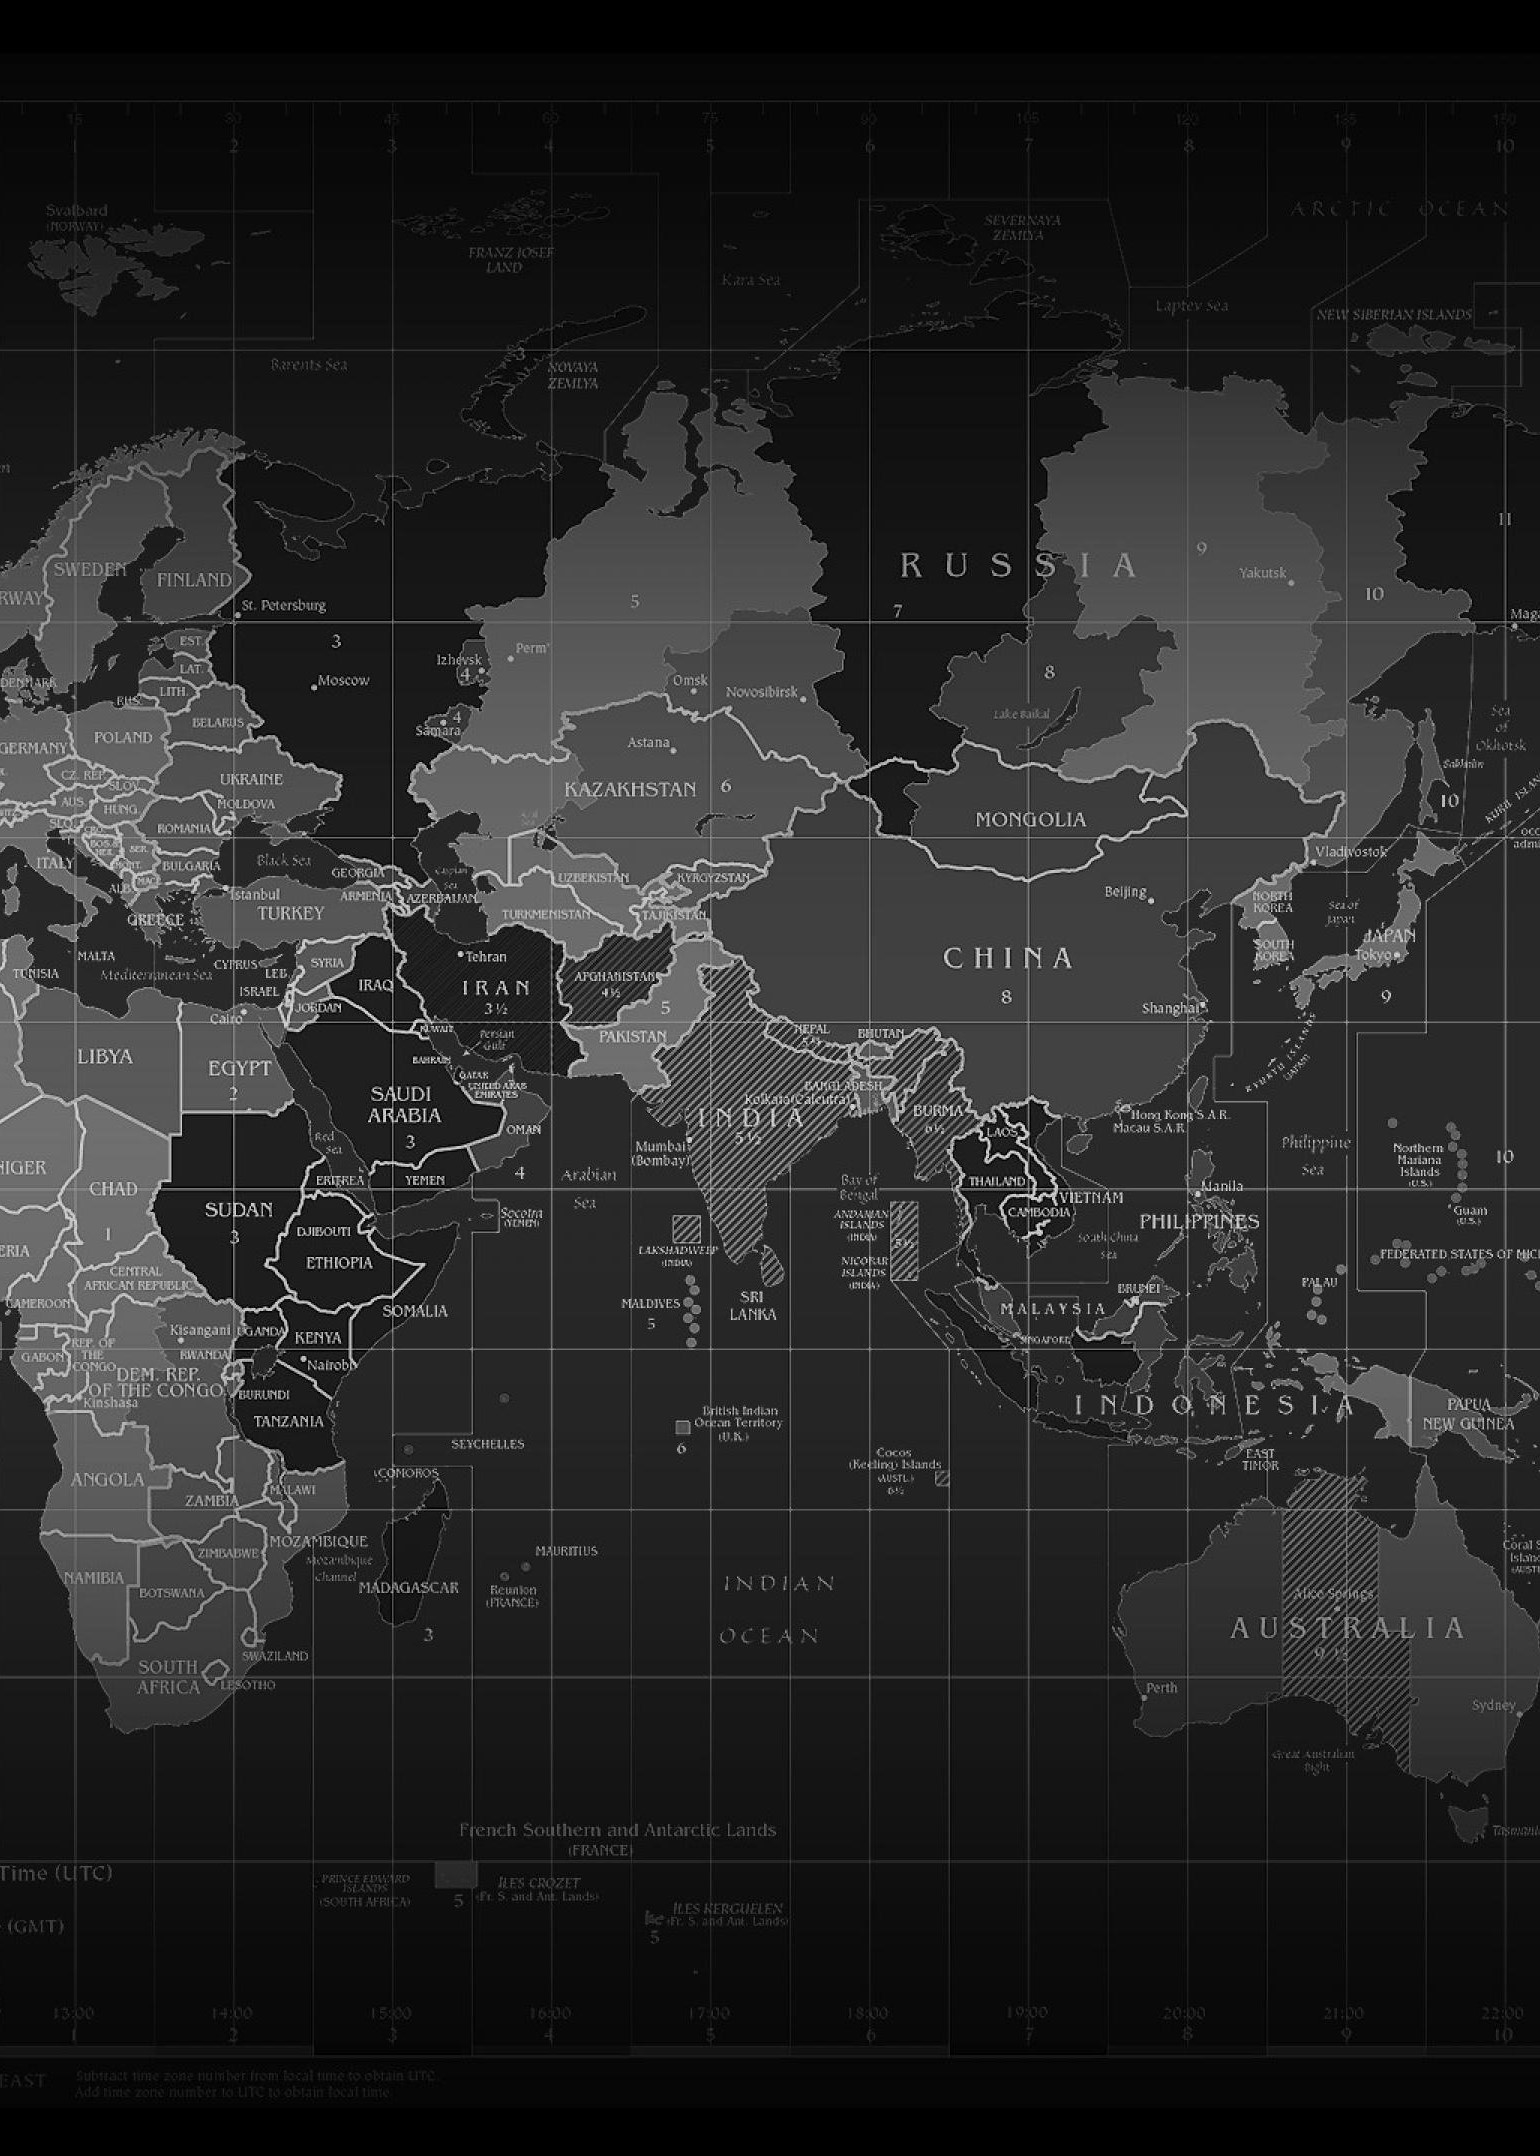 15 30 45 60 75 90 105 120 135 150
1 2 3 4 5 6 7 8 9 10
ARCTIC OCEAN
Svalbard
(NORWAY)
SEVERNAYA
ZEMLYA
FRANZ JOSEF
LAND
Kara Sea
Laptev Sea
NEW SIBERIAN ISLANDS
Barents Sea
3
NOVAYA
ZEMLYA
11
9
RUSSIA
SWEDEN
FINLAND
Yakutsk
10
RWAY
5
7
St. Petersburg
Maga
EST.
3
Perm'
Izhevsk
4
LAT.
8
DENMARK
Moscow
Omsk
Novosibirsk
LITH.
RUS.
Lake Baikal
Sea
of
Okhotsk
4
Samara
BELARUS
POLAND
Astana
GERMANY
Sakhalin
CZ. REP.
UKRAINE
SLOV.
KAZAKHSTAN
6
AUS.
HUNG.
MOLDOVA
10
KURIL ISLAN
MONGOLIA
SLO.
CRO.
ROMANIA
occ
admi
BOS.&
HER.
SER.
Vladivostok
ITALY
MONT.
BULGARIA
Black Sea
GEORGIA
Caspian
Sea
UZBEKISTAN
KYRGYZSTAN
ALB.
MAC.
Istanbul
ARMENIA
AZERBAIJAN
Beijing
NORTH
KOREA
GREECE
TURKEY
TURKMENISTAN
TAJIKISTAN
Sea of
Japan
JAPAN
Tokyo
SOUTH
KOREA
MALTA
Tehran
CHINA
CYPRUS
SYRIA
TUNISIA
Mediterranean Sea
LEB.
IRAQ
IRAN
3 ½
AFGHANISTAN
4 ½
ISRAEL
8
9
JORDAN
5
Shanghai
Cairo
KUWAIT
Persian
Gulf
PAKISTAN
NEPAL
5 ¾
BHUTAN
LIBYA
BAHRAIN
RYUKYU ISLANDS
(JAPAN)
EGYPT
2
QATAR
UNITED ARAB
EMIRATES
BANGLADESH
SAUDI
ARABIA
3
Kolkata(Calcutta)
INDIA
5 ½
BURMA
6 ½
Hong Kong S.A.R.
Macau S.A.R.
OMAN
LAOS
Red
Sea
Mumbai
(Bombay)
Philippine
Sea
Northern
Mariana
Islands
(U.S.)
10
NIGER
4
Arabian
Sea
CHAD
ERITREA
YEMEN
Bay of
Bengal
THAILAND
Manila
VIETNAM
SUDAN
3
Socotra
(YEMEN)
ANDAMAN
ISLANDS
(INDIA)
CAMBODIA
Guam
(U.S.)
PHILIPPINES
1
DJIBOUTI
5½
South China
Sea
ERIA
LAKSHADWEEP
(INDIA)
FEDERATED STATES OF MIC
ETHIOPIA
NICOBAR
ISLANDS
(INDIA)
CENTRAL
AFRICAN REPUBLIC
PALAU
SRI
LANKA
BRUNEI
CAMEROON
SOMALIA
MALDIVES
5
MALAYSIA
Kisangani
UGANDA
KENYA
SINGAPORE
REP. OF
THE
CONGO
GABON
RWANDA
Nairobi
DEM. REP.
OF THE CONGO
Kinshasa
BURUNDI
INDONESIA
PAPUA
NEW GUINEA
TANZANIA
British Indian
Ocean Territory
(U.K.)
6
SEYCHELLES
Cocos
(Keeling) Islands
(AUSTL.)
6½
EAST
TIMOR
COMOROS
ANGOLA
MALAWI
ZAMBIA
MOZAMBIQUE
Mozambique
Channel
MAURITIUS
Coral S
Islan
(AUST
ZIMBABWE
NAMIBIA
MADAGASCAR
Reunion
(FRANCE)
INDIAN
OCEAN
BOTSWANA
Alice Springs
AUSTRALIA
9 ½
3
SWAZILAND
SOUTH
AFRICA
LESOTHO
Perth
Sydney
Great Australian
Bight
Tasmania
French Southern and Antarctic Lands
(FRANCE)
Time (UTC)
PRINCE EDWARD
ISLANDS
(SOUTH AFRICA)
5
ÎLES CROZET
(Fr. S. and Ant. Lands)
ÎLES KERGUELEN
(Fr. S. and Ant. Lands)
5
(GMT)
13:00 14:00 15:00 16:00 17:00 18:00 19:00 20:00 21:00 22:00
1 2 3 4 5 6 7 8 9 10
EAST
Subtract time zone number from local time to obtain UTC.
Add time zone number to UTC to obtain local time.